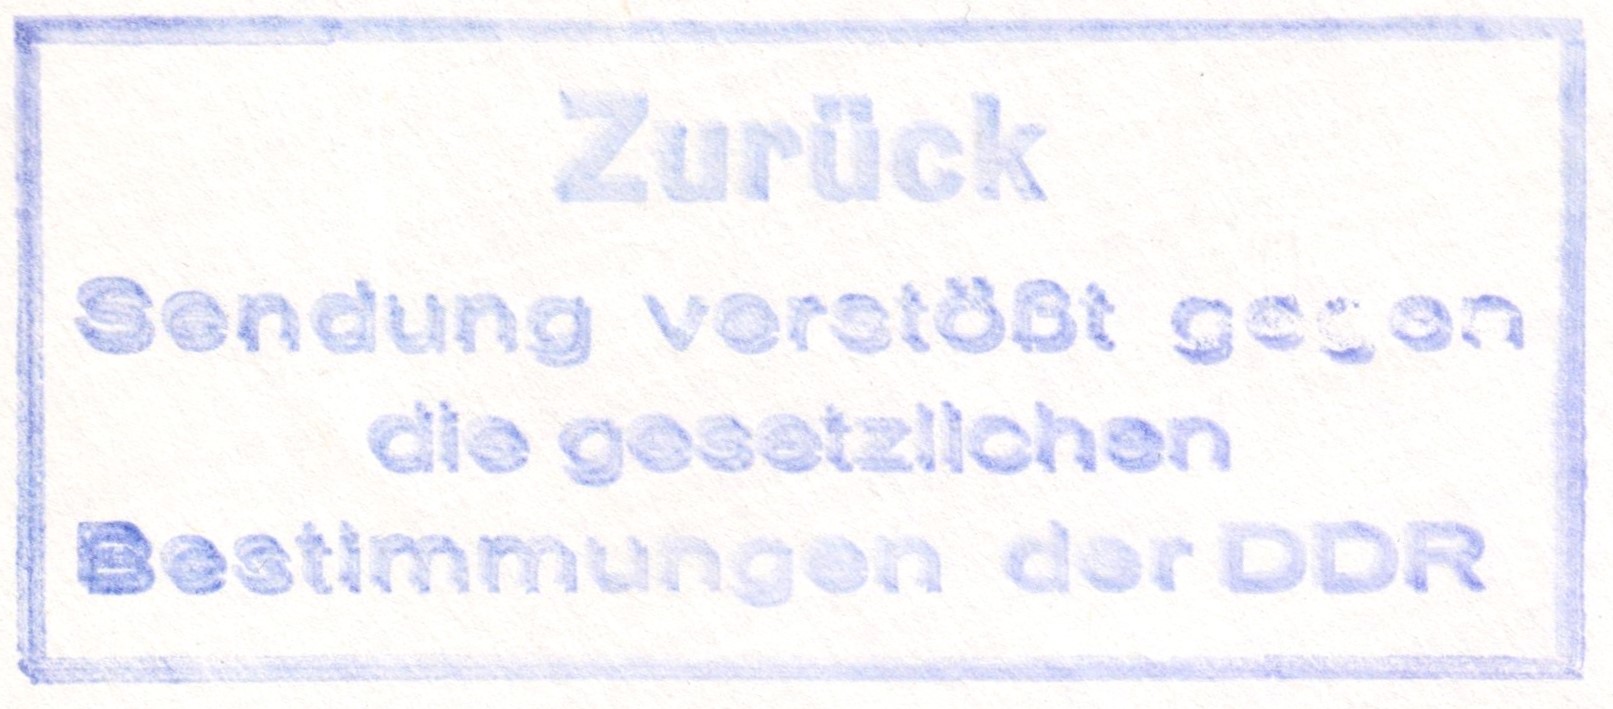 Zurück
Sendung verstößt gegen
die gesetzlichen
Bestimmungen der DDR